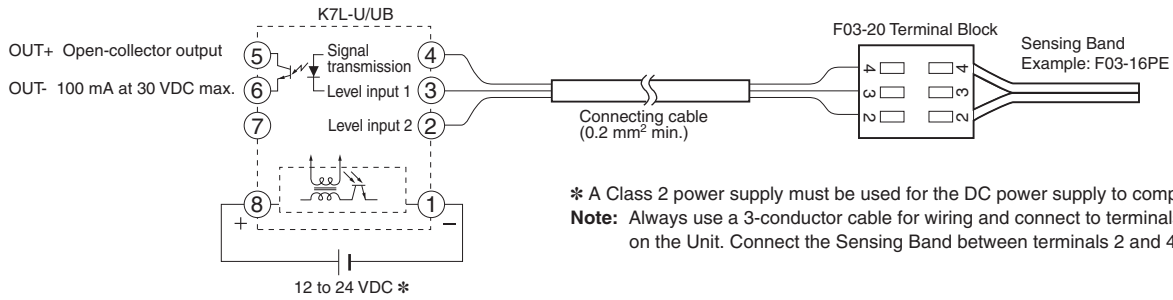 K7L-U/UB
OUT+ Open-collector output
5
Signal
transmission
4
OUT- 100 mA at 30 VDC max.
6
Level input 1
3
7
Level input 2
2
8
1
+
−
12 to 24 VDC ✻
Connecting cable
(0.2 mm² min.)
F03-20 Terminal Block
4
3
2
4
3
2
Sensing Band
Example: F03-16PE
✻ A Class 2 power supply must be used for the DC power supply to comp
Note: Always use a 3-conductor cable for wiring and connect to terminal
on the Unit. Connect the Sensing Band between terminals 2 and 4